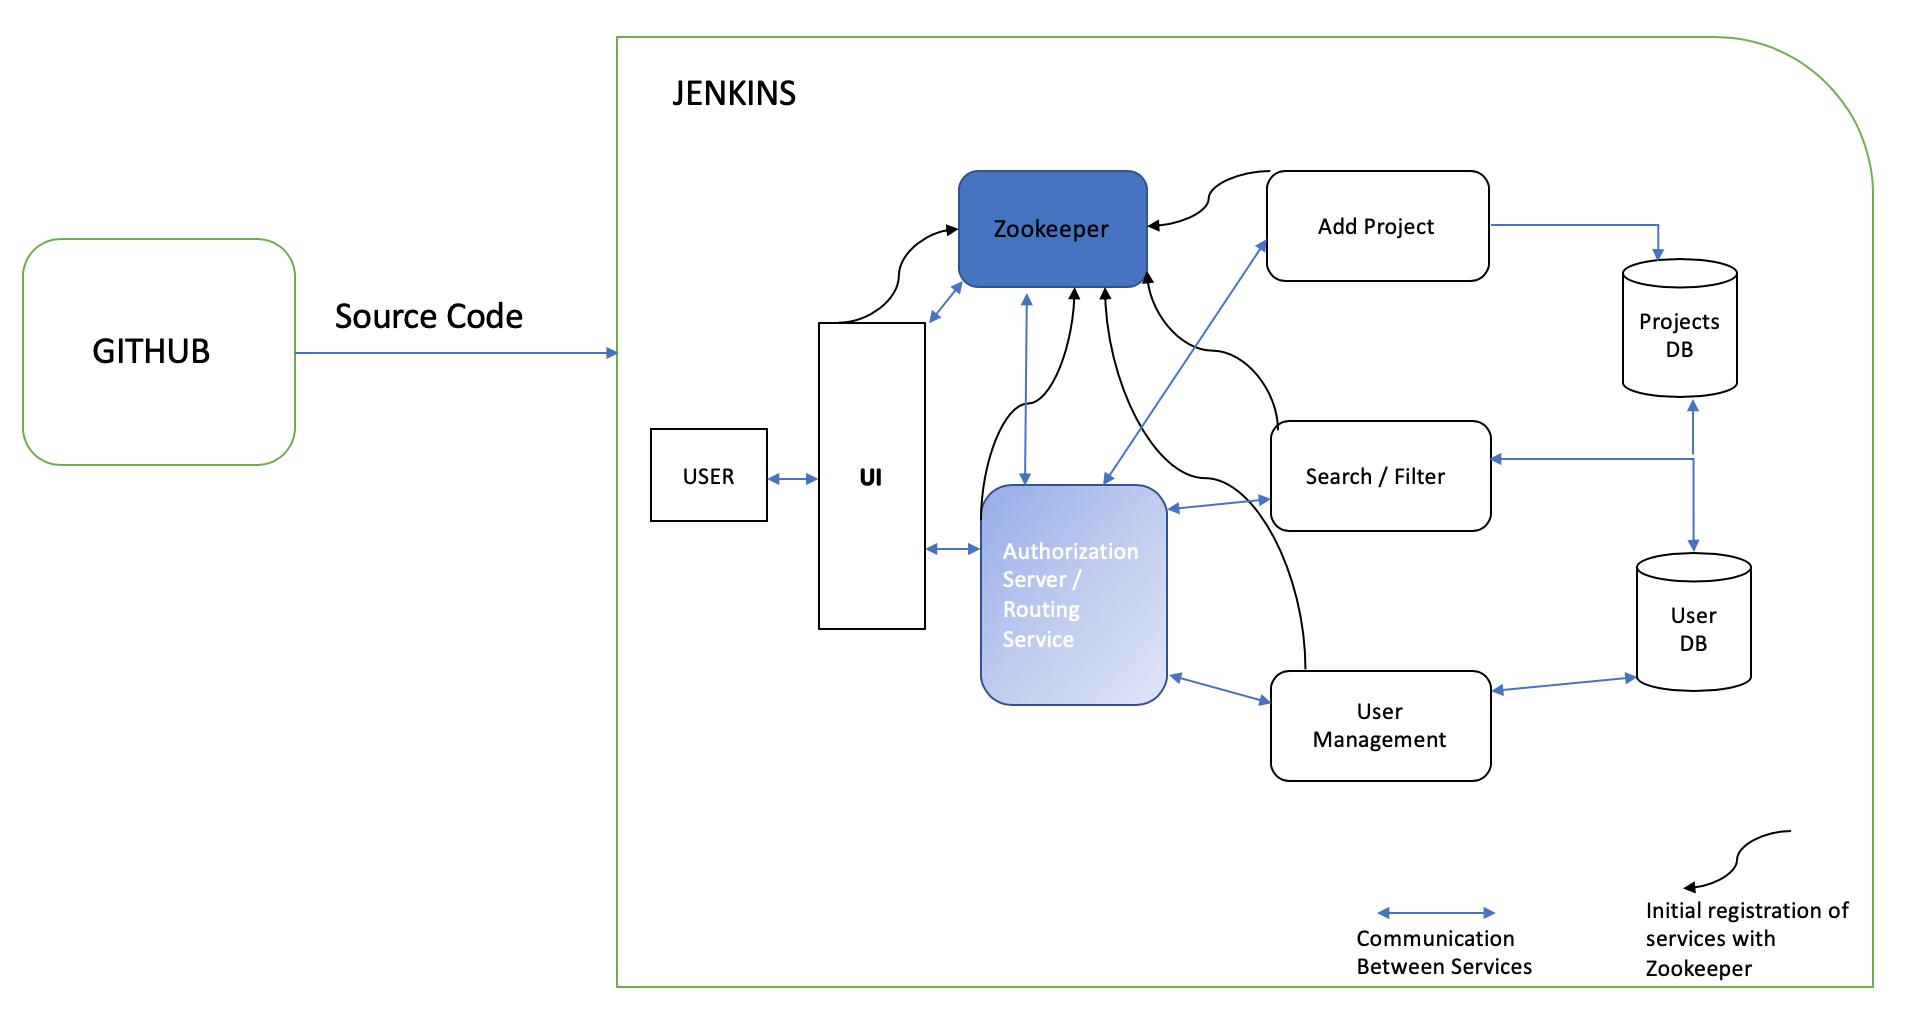 JENKINS
Zookeeper
Add Project
Source Code
GITHUB
Projects
DB
USER
UI
Search / Filter
Authorization
Server /
Routing
Service
User
DB
User
Management
Communication
Between Services
Initial registration of
services with
Zookeeper